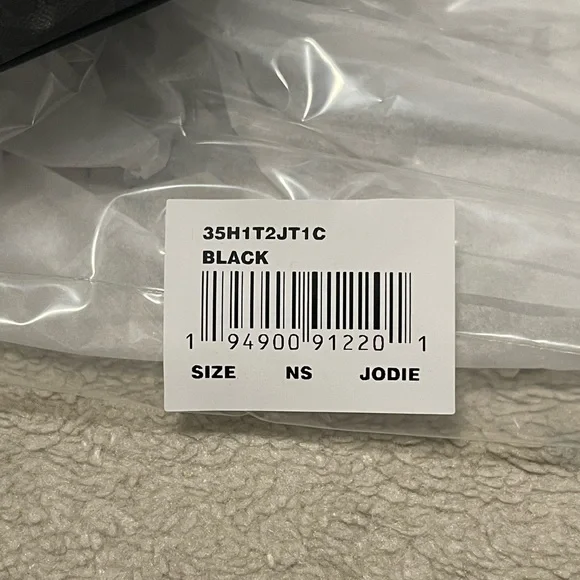 35H1T2JT1C
BLACK
1 94900 91220 1
SIZE NS JODIE